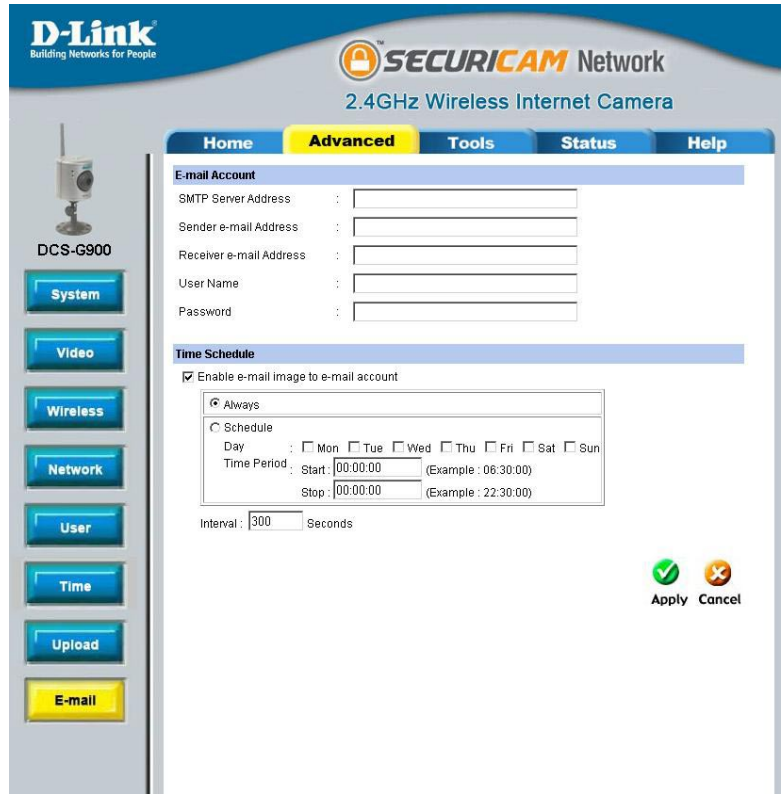 D-Link
Building Networks for People
SECURICAM Network
2.4GHz Wireless Internet Camera
Home Advanced Tools Status Help
DCS-G900
System
Video
Wireless
Network
User
Time
Upload
E-mail
E-mail Account
SMTP Server Address :
Sender e-mail Address :
Receiver e-mail Address :
User Name :
Password :
Time Schedule
Enable e-mail image to e-mail account
Always
Schedule
Day : Mon Tue Wed Thu Fri Sat Sun
Time Period : Start : 00:00:00 (Example : 06:30:00)
Stop : 00:00:00 (Example : 22:30:00)
Interval : 300 Seconds
Apply Cancel